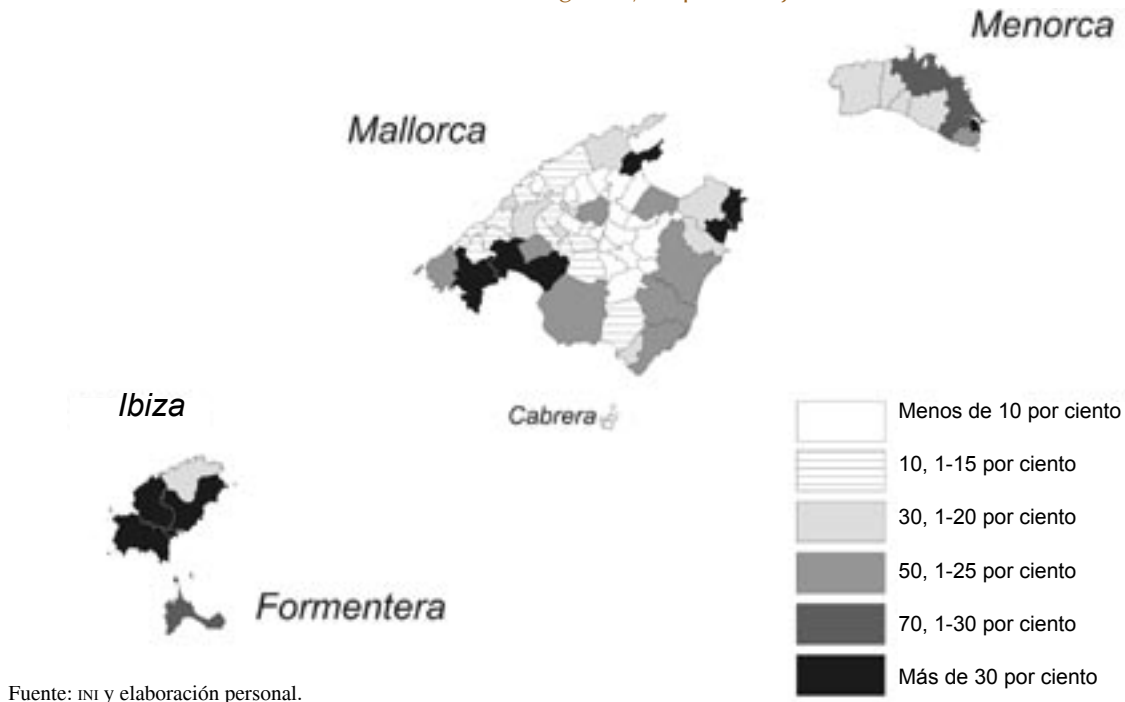 Menorca
Mallorca
Ibiza
Cabrera
Formentera
Menos de 10 por ciento
10, 1-15 por ciento
30, 1-20 por ciento
50, 1-25 por ciento
70, 1-30 por ciento
Más de 30 por ciento
Fuente: INI y elaboración personal.